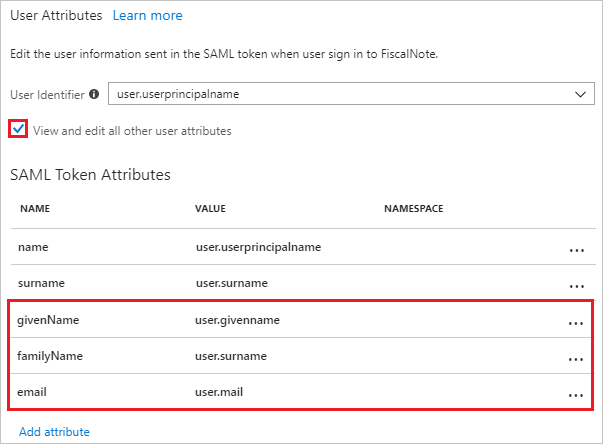 User Attributes Learn more
Edit the user information sent in the SAML token when user sign in to FiscalNote.
User Identifier user.userprincipalname
View and edit all other user attributes
SAML Token Attributes
NAME VALUE NAMESPACE
name user.userprincipalname ...
surname user.surname ...
givenName user.givenname ...
familyName user.surname ...
email user.mail ...
Add attribute